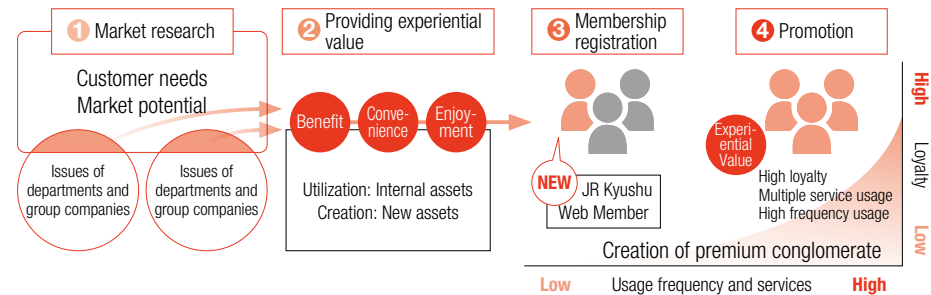 1 Market research
Customer needs
Market potential
Issues of
departments and
group companies
Issues of
departments and
group companies
2 Providing experiential
value
Benefit
Conve-
nience
Enjoy-
ment
Utilization: Internal assets
Creation: New assets
3 Membership
registration
NEW
JR Kyushu
Web Member
4 Promotion
Experi-
ential
Value
High loyalty
Multiple service usage
High frequency usage
Creation of premium conglomerate
High
Loyalty
Low
Low Usage frequency and services High